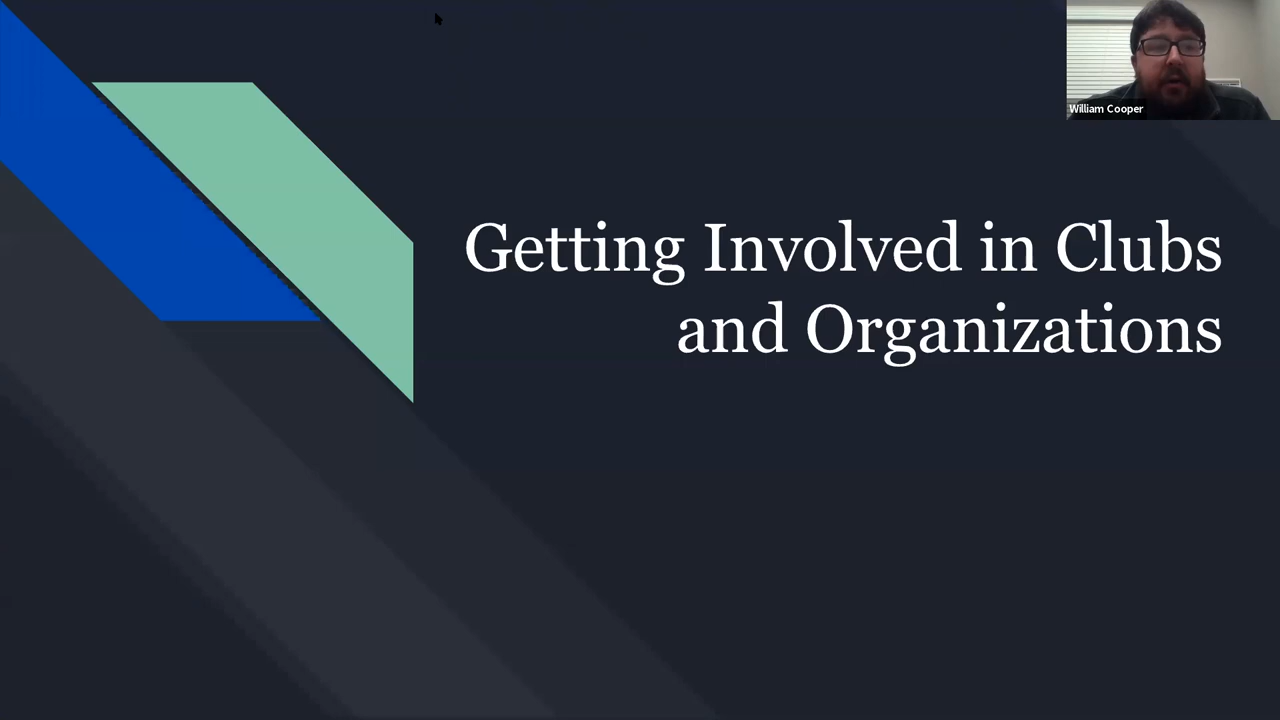 William Cooper
Getting Involved in Clubs
and Organizations